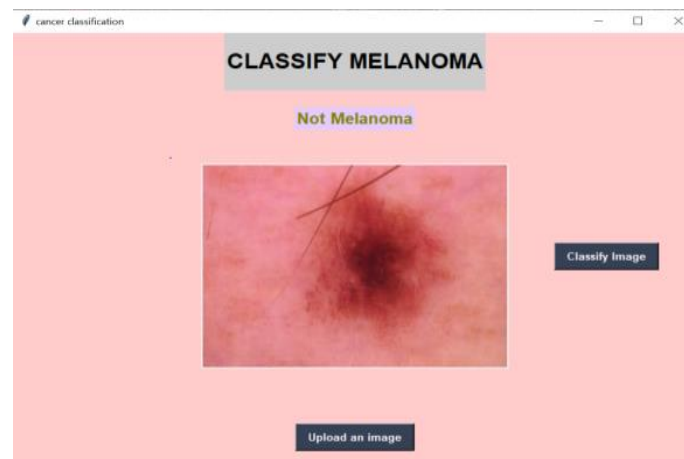 cancer classification
CLASSIFY MELANOMA
Not Melanoma
Classify Image
Upload an image